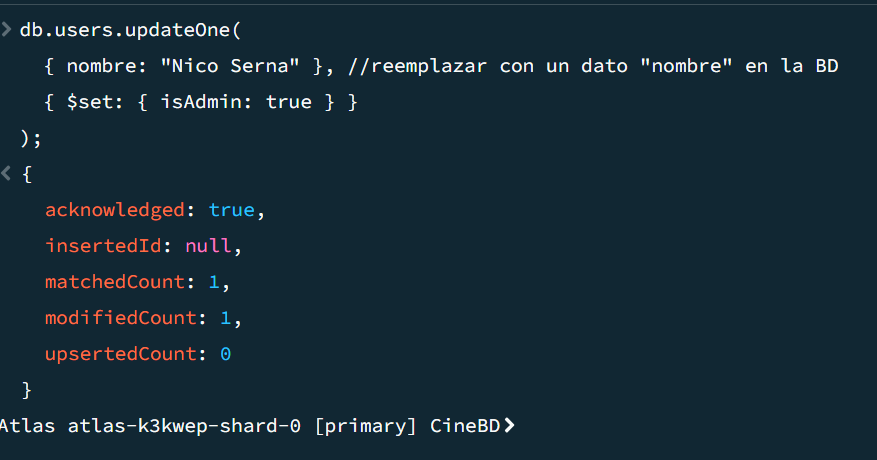 db.users.updateOne(
{ nombre: "Nico Serna" }, //reemplazar con un dato "nombre" en la BD
{ $set: { isAdmin: true } }
);
{
acknowledged: true,
insertedId: null,
matchedCount: 1,
modifiedCount: 1,
upsertedCount: 0
}
Atlas atlas-k3kwep-shard-0 [primary] CineBD>